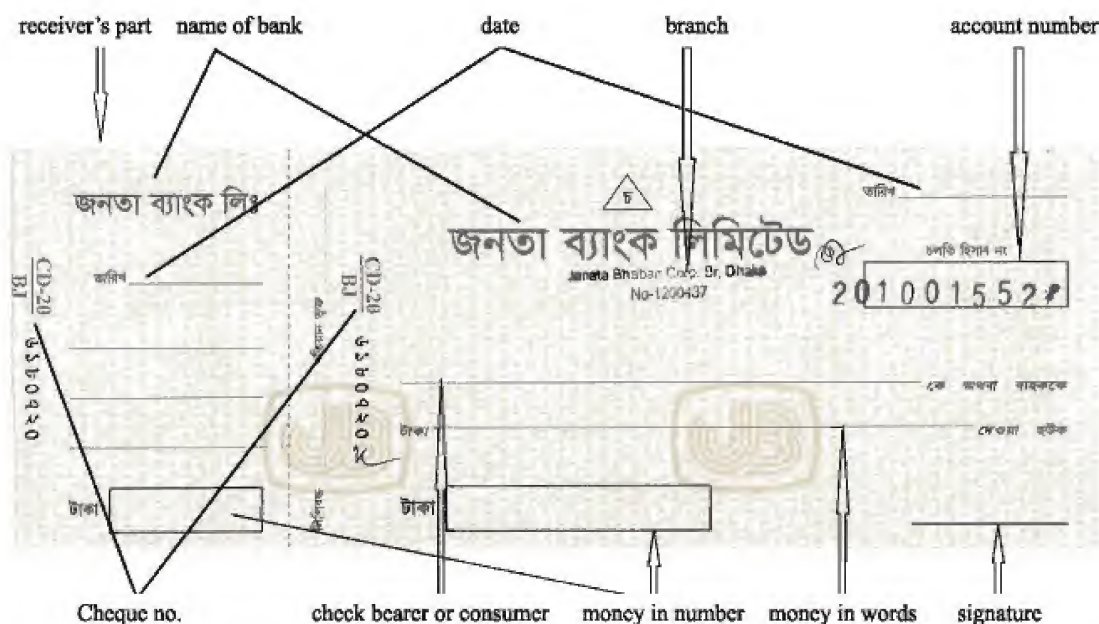 receiver's part name of bank date branch account number
জনতা ব্যাংক লিঃ
তারিখ
CD-20
BJ
টাকা
চ
তারিখ
জনতা ব্যাংক লিমিটেড
Janata Bhaban Corp. Br, Dhaka
No-1200437
চলতি হিসাব নং
201001552
CD-20
BJ
কে অথবা বাহককে
টাকা দেওয়া হউক
টাকা
Cheque no. check bearer or consumer money in number money in words signature